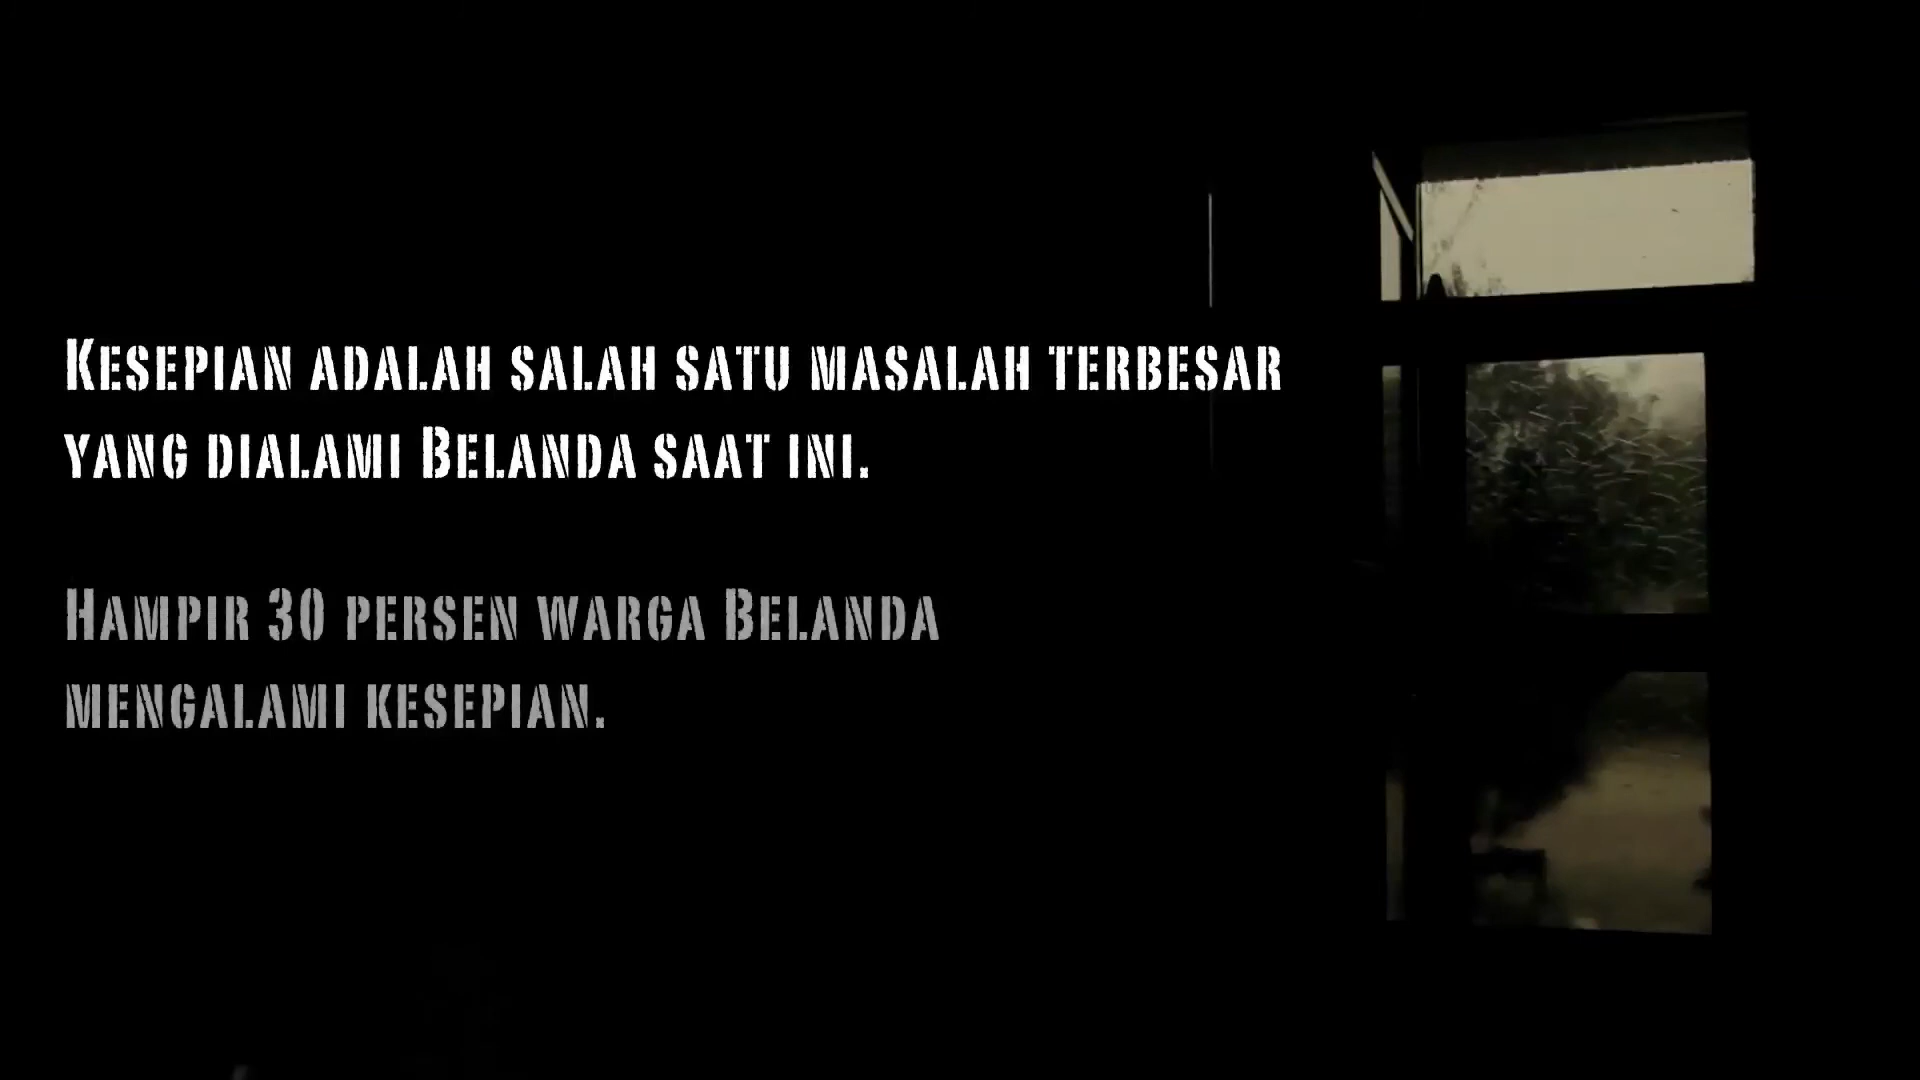 Kesepian adalah salah satu masalah terbesar
yang dialami Belanda saat ini.
Hampir 30 persen warga Belanda
mengalami kesepian.